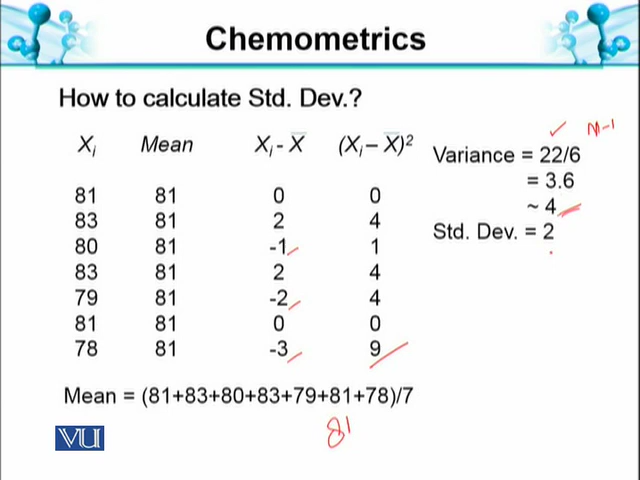 Chemometrics
How to calculate Std. Dev.?
Xi Mean Xi - X̅ (Xi – X̅)²
81 81 0 0
83 81 2 4
80 81 -1 1
83 81 2 4
79 81 -2 4
81 81 0 0
78 81 -3 9
Mean = (81+83+80+83+79+81+78)/7
81
N-1
Variance = 22/6
= 3.6
~ 4
Std. Dev. = 2
VU